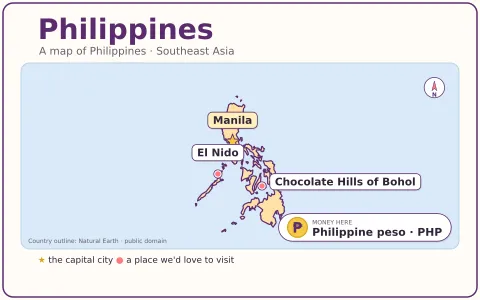 Philippines
A map of Philippines · Southeast Asia
N
Manila
El Nido
Chocolate Hills of Bohol
MONEY HERE
P
Philippine peso · PHP
Country outline: Natural Earth · public domain
★ the capital city ● a place we'd love to visit